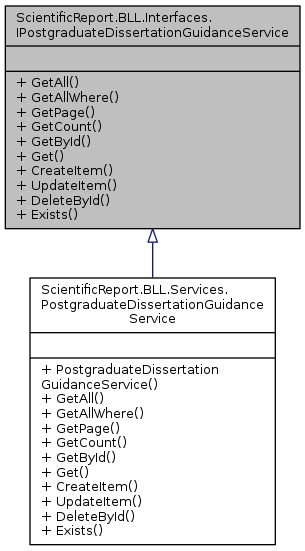 ScientificReport.BLL.Interfaces.
IPostgraduateDissertationGuidanceService
+ GetAll()
+ GetAllWhere()
+ GetPage()
+ GetCount()
+ GetById()
+ Get()
+ CreateItem()
+ UpdateItem()
+ DeleteById()
+ Exists()
ScientificReport.BLL.Services.
PostgraduateDissertationGuidance
Service
+ PostgraduateDissertation
GuidanceService()
+ GetAll()
+ GetAllWhere()
+ GetPage()
+ GetCount()
+ GetById()
+ Get()
+ CreateItem()
+ UpdateItem()
+ DeleteById()
+ Exists()